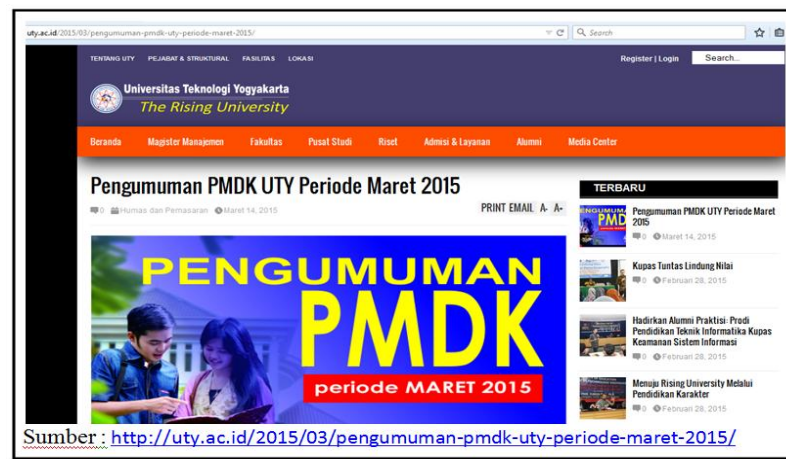 uty.ac.id/2015/03/pengumuman-pmdk-uty-periode-maret-2015/
Search
TENTANG UTY PEJABAT & STRUKTURAL FASILITAS LOKASI
Register | Login
Search...
Universitas Teknologi Yogyakarta
The Rising University
Beranda Magister Manajemen Fakultas Pusat Studi Riset Admisi & Layanan Alumni Media Center
Pengumuman PMDK UTY Periode Maret 2015
0 Humas dan Pemasaran Maret 14, 2015
PRINT EMAIL A- A+
PENGUMUMAN
PMDK
periode MARET 2015
TERBARU
Pengumuman PMDK UTY Periode Maret
2015
0 Maret 14, 2015
Kupas Tuntas Lindung Nilai
0 Februari 28, 2015
Hadirkan Alumni Praktisi: Prodi
Pendidikan Teknik Informatika Kupas
Keamanan Sistem Informasi
0 Februari 28, 2015
Menuju Rising University Melalui
Pendidikan Karakter
0 Februari 28, 2015
Sumber : http://uty.ac.id/2015/03/pengumuman-pmdk-uty-periode-maret-2015/